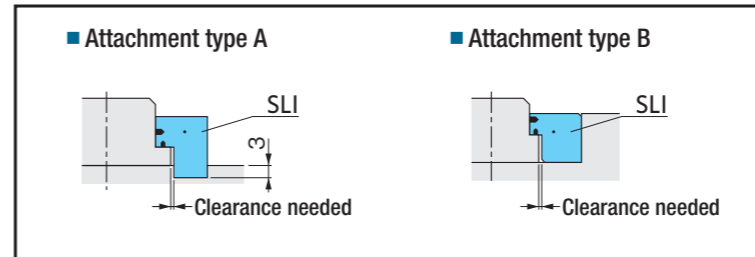 Attachment type A
Attachment type B
SLI
SLI
3
Clearance needed
Clearance needed